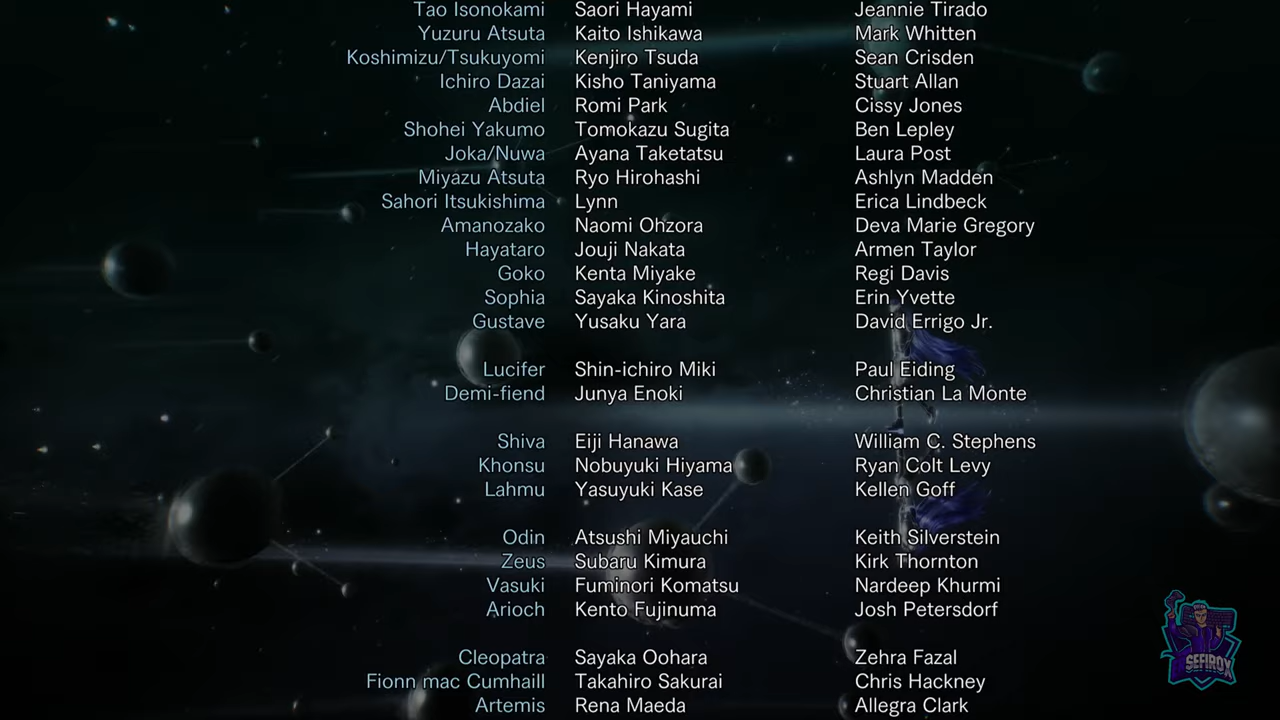 Tao Isonokami Saori Hayami Jeannie Tirado
Yuzuru Atsuta Kaito Ishikawa Mark Whitten
Koshimizu/Tsukuyomi Kenjiro Tsuda Sean Crisden
Ichiro Dazai Kisho Taniyama Stuart Allan
Abdiel Romi Park Cissy Jones
Shohei Yakumo Tomokazu Sugita Ben Lepley
Joka/Nuwa Ayana Taketatsu Laura Post
Miyazu Atsuta Ryo Hirohashi Ashlyn Madden
Sahori Itsukishima Lynn Erica Lindbeck
Amanozako Naomi Ohzora Deva Marie Gregory
Hayataro Jouji Nakata Armen Taylor
Goko Kenta Miyake Regi Davis
Sophia Sayaka Kinoshita Erin Yvette
Gustave Yusaku Yara David Errigo Jr.
Lucifer Shin-ichiro Miki Paul Eiding
Demi-fiend Junya Enoki Christian La Monte
Shiva Eiji Hanawa William C. Stephens
Khonsu Nobuyuki Hiyama Ryan Colt Levy
Lahmu Yasuyuki Kase Kellen Goff
Odin Atsushi Miyauchi Keith Silverstein
Zeus Subaru Kimura Kirk Thornton
Vasuki Fuminori Komatsu Nardeep Khurmi
Arioch Kento Fujinuma Josh Petersdorf
Cleopatra Sayaka Oohara Zehra Fazal
Fionn mac Cumhaill Takahiro Sakurai Chris Hackney
Artemis Rena Maeda Allegra Clark
SEFIROX